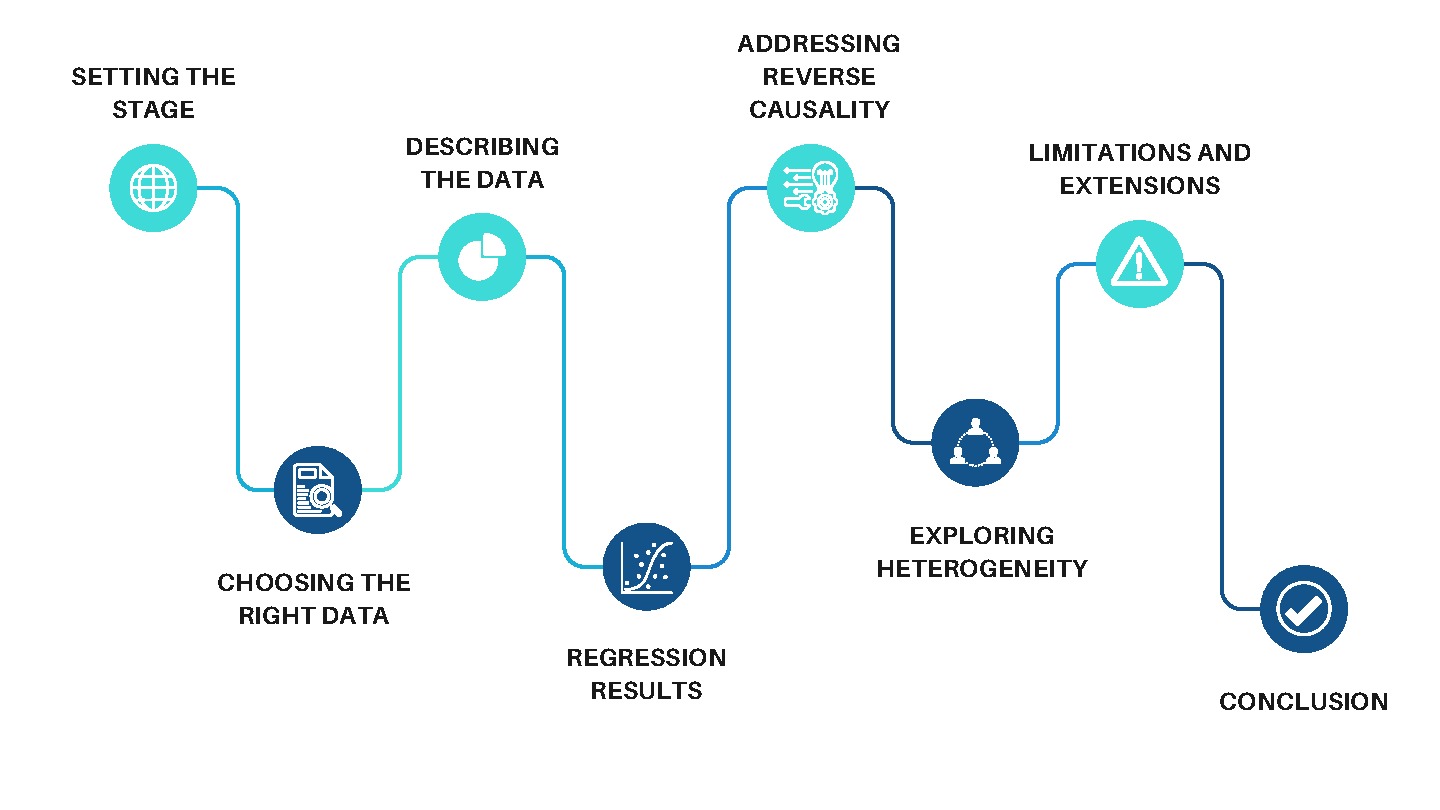 SETTING THE
STAGE
CHOOSING THE
RIGHT DATA
DESCRIBING
THE DATA
REGRESSION
RESULTS
ADDRESSING
REVERSE
CAUSALITY
EXPLORING
HETEROGENEITY
LIMITATIONS AND
EXTENSIONS
CONCLUSION